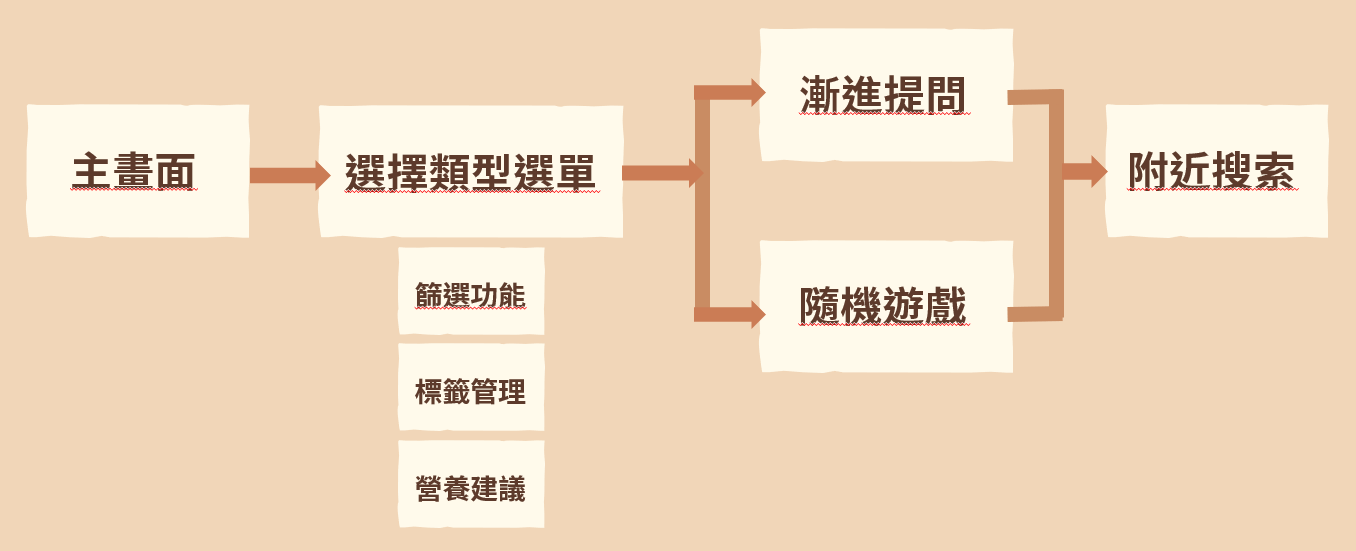 主畫面
選擇類型選單
篩選功能
標籤管理
營養建議
漸進提問
隨機遊戲
附近搜索